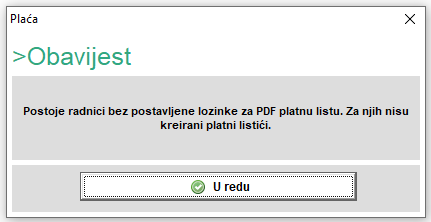 Plaća
>Obavijest
Postoje radnici bez postavljene lozinke za PDF platnu listu. Za njih nisu
kreirani platni listići.
U redu